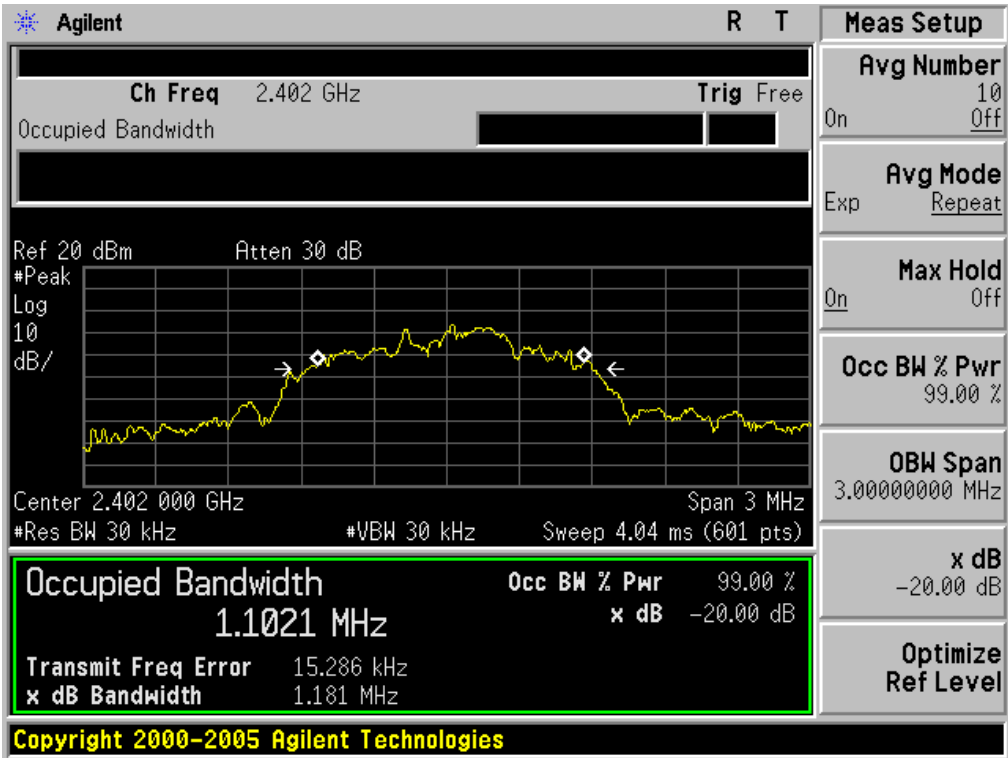 Agilent R T
Ch Freq 2.402 GHz Trig Free
Occupied Bandwidth
Ref 20 dBm Atten 30 dB
#Peak
Log
10
dB/
Center 2.402 000 GHz Span 3 MHz
#Res BW 30 kHz #VBW 30 kHz Sweep 4.04 ms (601 pts)
Occupied Bandwidth Occ BW % Pwr 99.00 %
1.1021 MHz x dB -20.00 dB
Transmit Freq Error 15.286 kHz
x dB Bandwidth 1.181 MHz
Copyright 2000-2005 Agilent Technologies
Meas Setup
Avg Number
10
On Off
Avg Mode
Exp Repeat
Max Hold
On Off
Occ BW % Pwr
99.00 %
OBW Span
3.00000000 MHz
x dB
-20.00 dB
Optimize
Ref Level